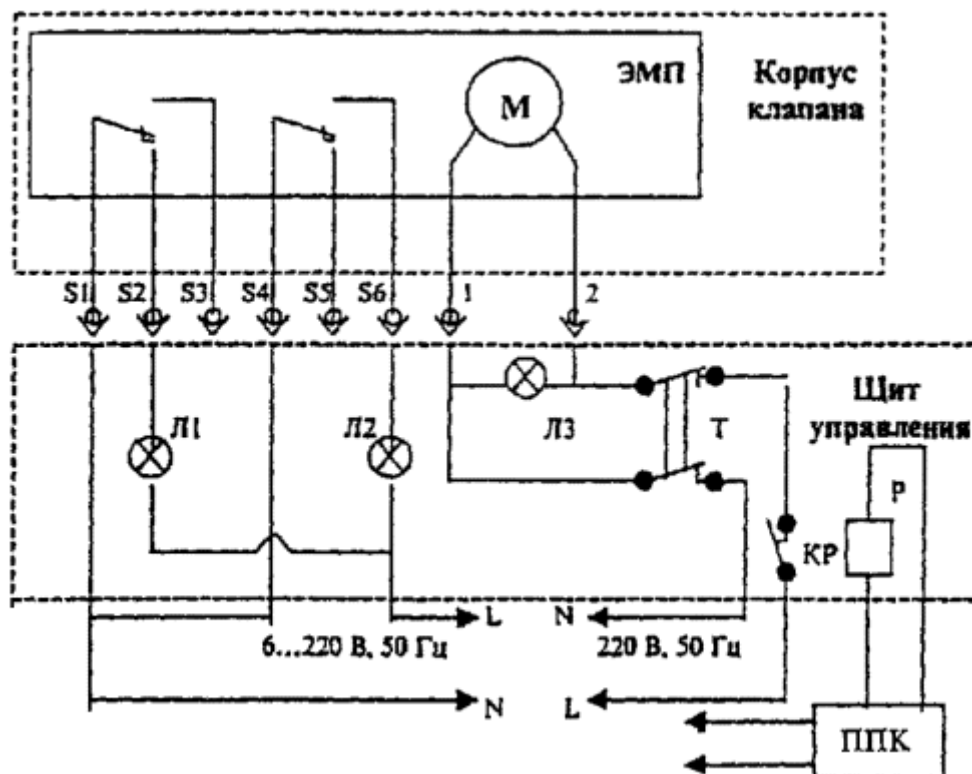 ЭМП
Корпус
клапана
М
S1 S2 S3 S4 S5 S6 1 2
Щит
управления
Л1 Л2 Л3 Т
Р
КР
L N
6...220 В, 50 Гц 220 В, 50 Гц
N L
ППК